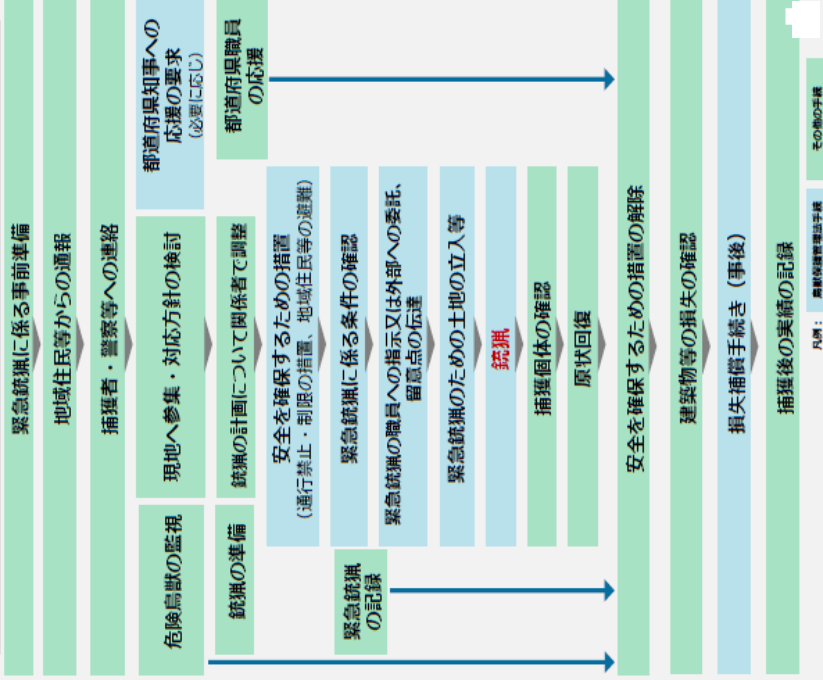 緊急銃猟に係る事前準備
地域住民等からの通報
捕獲者・警察等への連絡
危険鳥獣の監視
現地へ参集・対応方針の検討
都道府県知事への
応援の要求
(必要に応じ)
銃猟の準備
銃猟の計画について関係者で調整
都道府県職員
の応援
安全を確保するための措置
(通行禁止・制限の措置、地域住民等の避難)
緊急銃猟に係る条件の確認
緊急銃猟
の記録
緊急銃猟の職員への指示又は外部への委託、
留意点の伝達
緊急銃猟のための土地の立入等
銃猟
捕獲個体の確認
原状回復
安全を確保するための措置の解除
建築物等の損失の確認
損失補償手続き(事後)
捕獲後の実績の記録
凡例:
鳥獣保護管理法手続
その他の手続